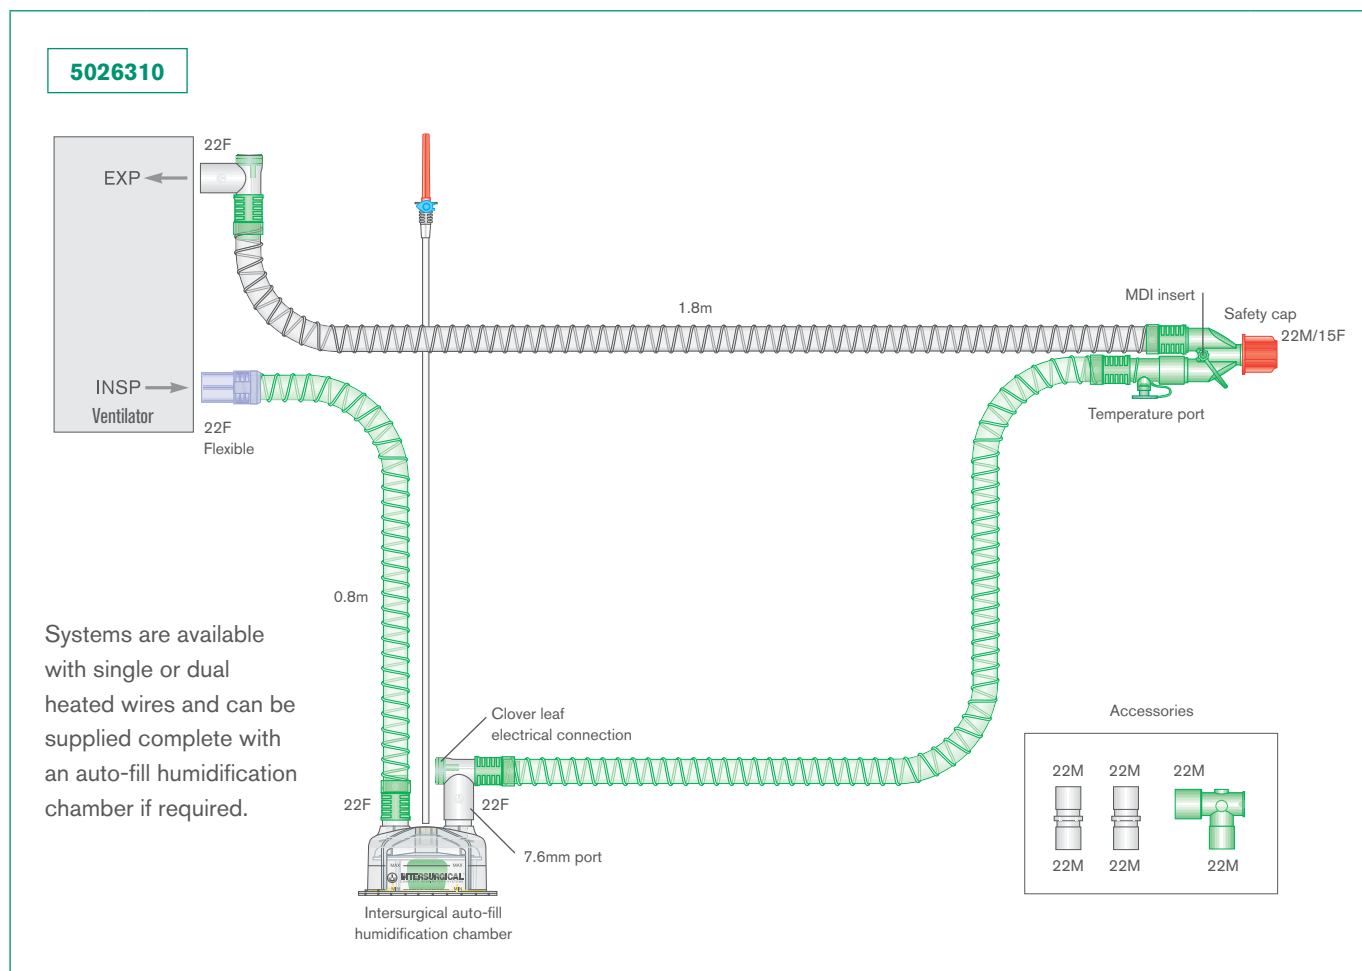 5026310
22F
EXP
INSP
Ventilator
22F
Flexible
1.8m
MDI insert
Safety cap
22M/15F
Temperature port
0.8m
Systems are available
with single or dual
heated wires and can be
supplied complete with
an auto-fill humidification
chamber if required.
Clover leaf
electrical connection
22F
22F
7.6mm port
MAX
MAX
INTERSURGICAL
Intersurgical auto-fill
humidification chamber
Accessories
22M
22M
22M
22M
22M
22M